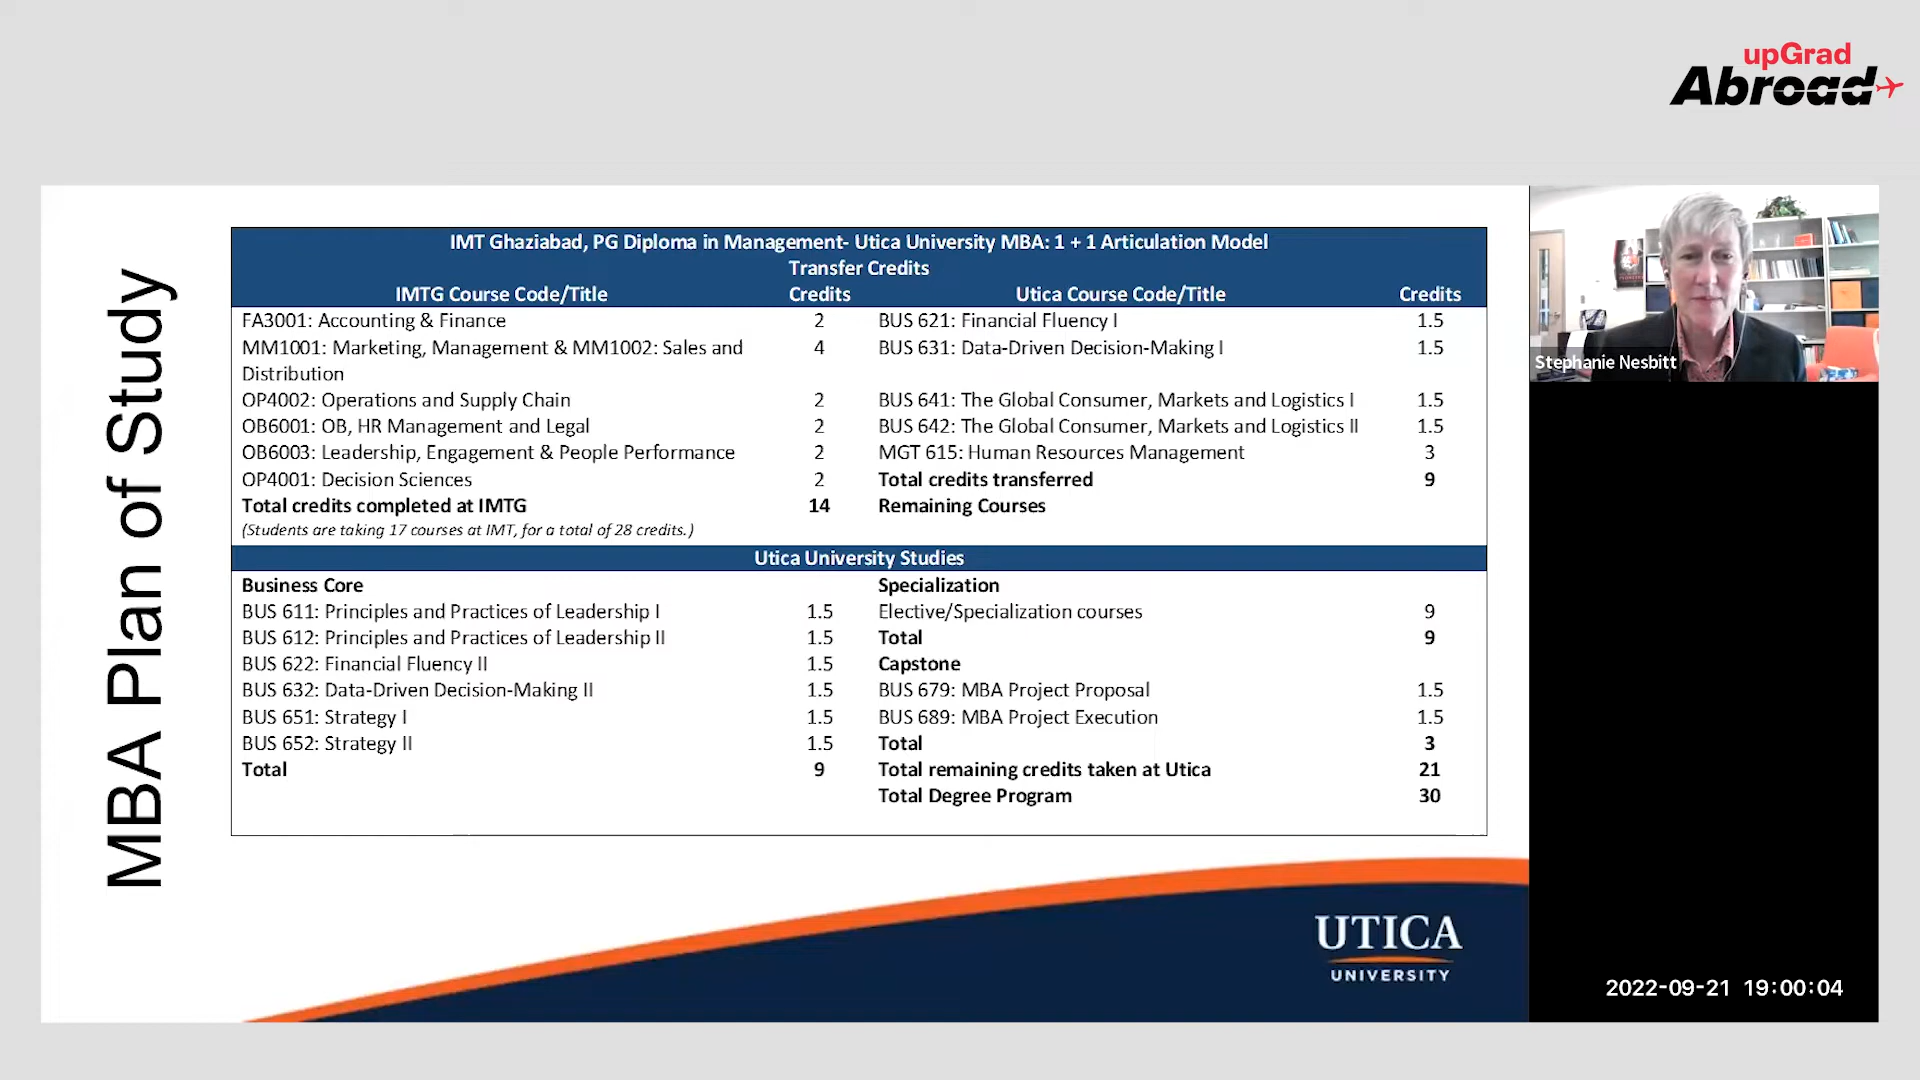 upGrad
Abroad
MBA Plan of Study
IMT Ghaziabad, PG Diploma in Management- Utica University MBA: 1 + 1 Articulation Model
Transfer Credits
IMTG Course Code/Title Credits Utica Course Code/Title Credits
FA3001: Accounting & Finance 2 BUS 621: Financial Fluency I 1.5
MM1001: Marketing, Management & MM1002: Sales and 4 BUS 631: Data-Driven Decision-Making I 1.5
Distribution
OP4002: Operations and Supply Chain 2 BUS 641: The Global Consumer, Markets and Logistics I 1.5
OB6001: OB, HR Management and Legal 2 BUS 642: The Global Consumer, Markets and Logistics II 1.5
OB6003: Leadership, Engagement & People Performance 2 MGT 615: Human Resources Management 3
OP4001: Decision Sciences 2 Total credits transferred 9
Total credits completed at IMTG 14 Remaining Courses
(Students are taking 17 courses at IMT, for a total of 28 credits.)
Utica University Studies
Business Core Specialization
BUS 611: Principles and Practices of Leadership I 1.5 Elective/Specialization courses 9
BUS 612: Principles and Practices of Leadership II 1.5 Total 9
BUS 622: Financial Fluency II 1.5 Capstone
BUS 632: Data-Driven Decision-Making II 1.5 BUS 679: MBA Project Proposal 1.5
BUS 651: Strategy I 1.5 BUS 689: MBA Project Execution 1.5
BUS 652: Strategy II 1.5 Total 3
Total 9 Total remaining credits taken at Utica 21
Total Degree Program 30
Stephanie Nesbitt
UTICA
UNIVERSITY
2022-09-21 19:00:04